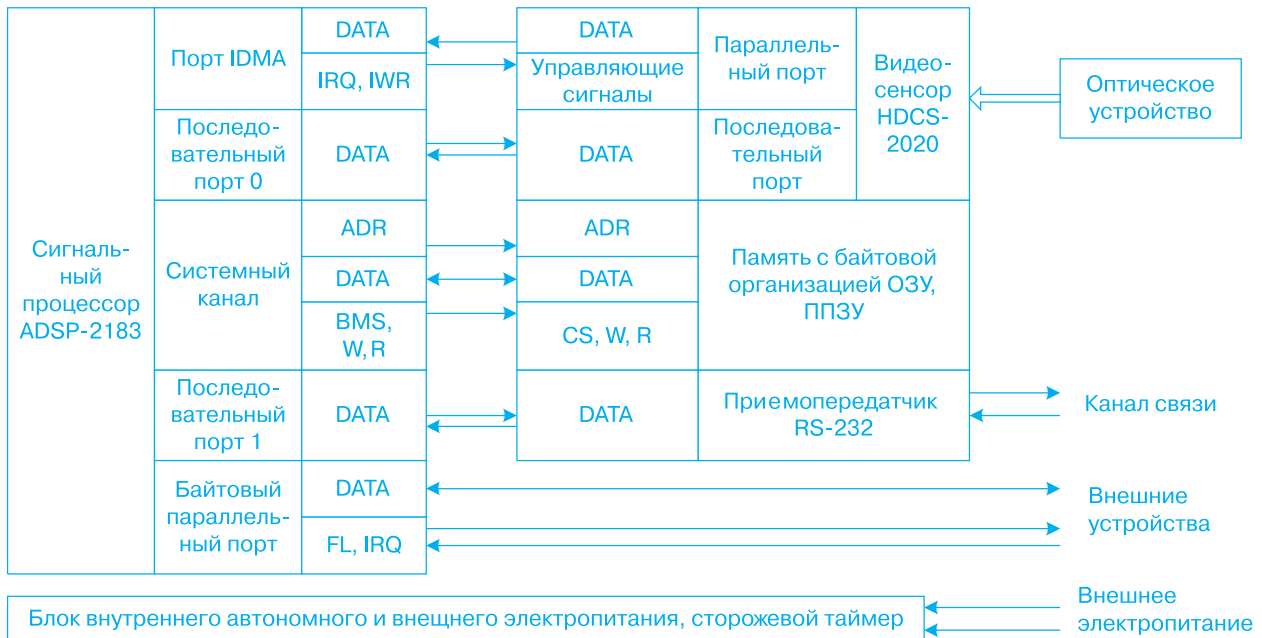 Сигналь-
ный
процессор
ADSP-2183
Порт IDMA
DATA
IRQ, IWR
DATA
Управляющие
сигналы
Параллель-
ный порт
Видео-
сенсор
HDCS-
2020
Оптическое
устройство
Последо-
вательный
порт 0
DATA
DATA
Последова-
тельный
порт
Системный
канал
ADR
DATA
BMS,
W, R
ADR
DATA
CS, W, R
Память с байтовой
организацией ОЗУ,
ППЗУ
Последо-
вательный
порт 1
DATA
DATA
Приемопередатчик
RS-232
Канал связи
Байтовый
параллель-
ный порт
DATA
FL, IRQ
Внешние
устройства
Блок внутреннего автономного и внещнего электропитания, сторожевой таймер
Внешнее
электропитание